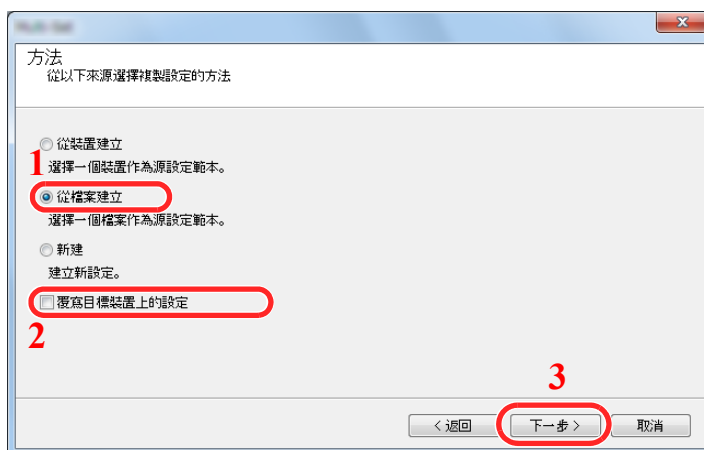 方法
從以下來源選擇複製設定的方法
從裝置建立
1
選擇一個裝置作為源設定範本。
從檔案建立
選擇一個檔案作為源設定範本。
新建
建立新設定。
覆寫目標裝置上的設定
2
3
<返回
下一步>
取消